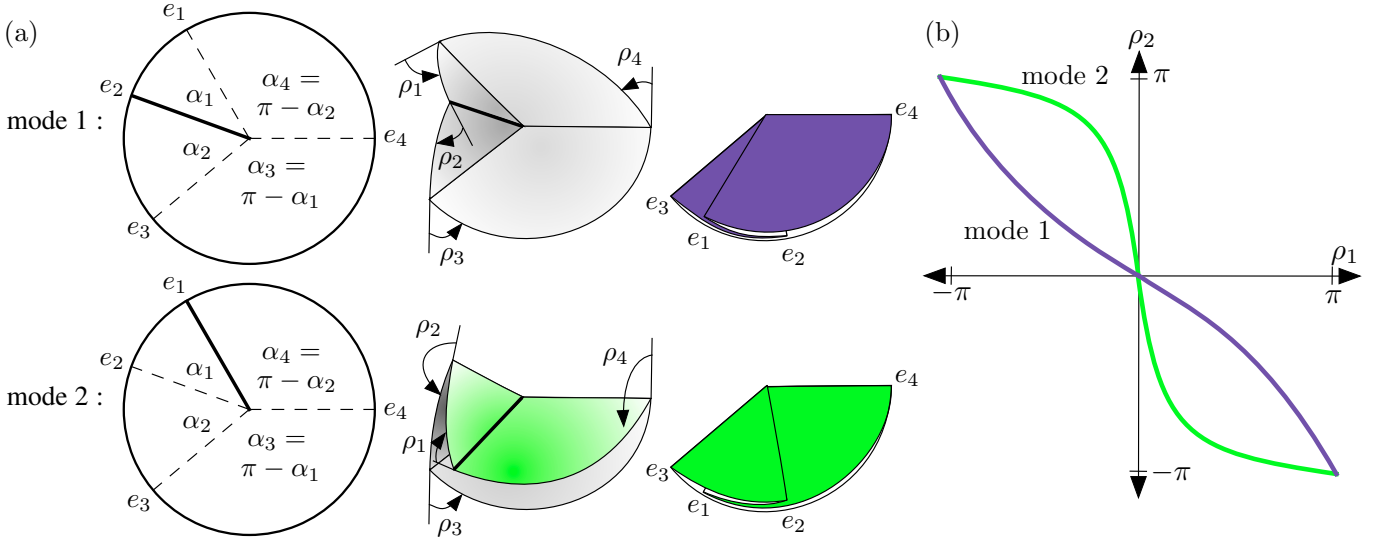 (a)
mode 1 :
e₁
e₂
e₃
e₄
α₁
α₂
α₄ =
π − α₂
α₃ =
π − α₁
ρ₁
ρ₂
ρ₃
ρ₄
e₃
e₁
e₂
e₄
mode 2 :
e₁
e₂
e₃
e₄
α₁
α₂
α₄ =
π − α₂
α₃ =
π − α₁
ρ₂
ρ₁
ρ₃
ρ₄
e₃
e₁
e₂
e₄
(b)
ρ₂
π
mode 2
mode 1
ρ₁
−π
π
−π